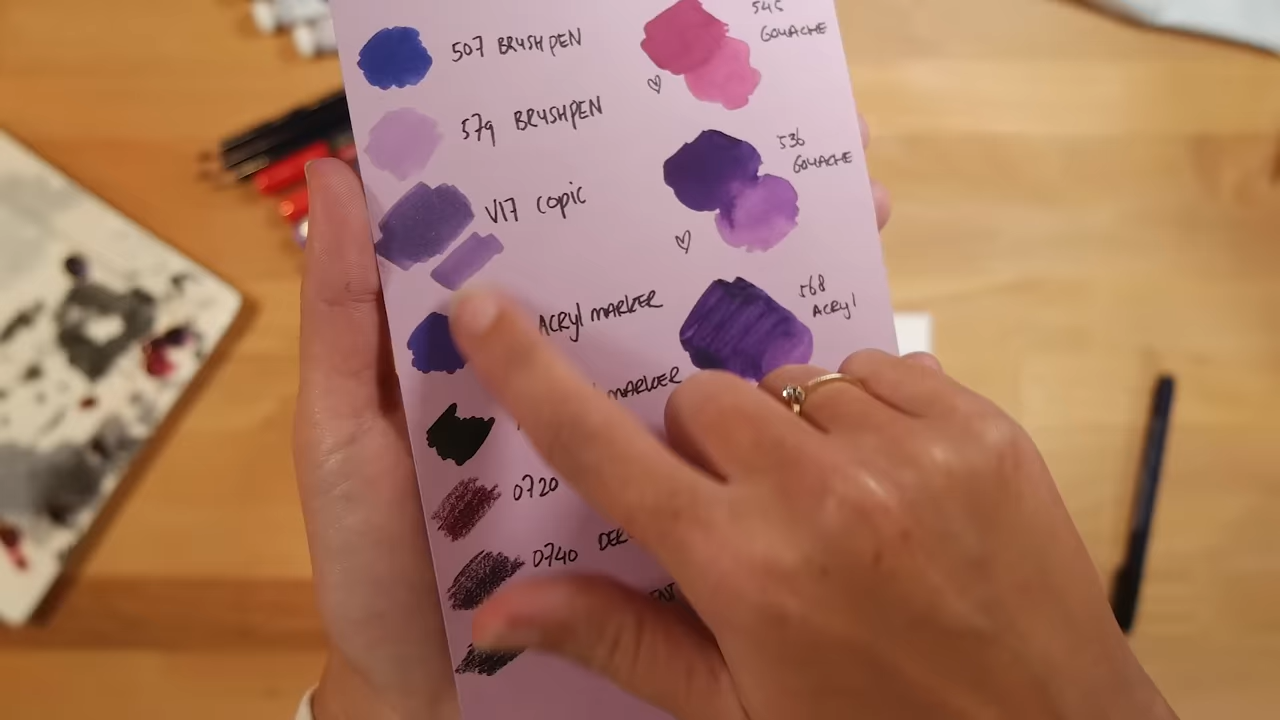 507 BRUSHPEN
579 BRUSHPEN
V17 COPIC
ACRYL MARKER
MARKER
0720
0740
545
GOUACHE
536
GOUACHE
568
ACRYL